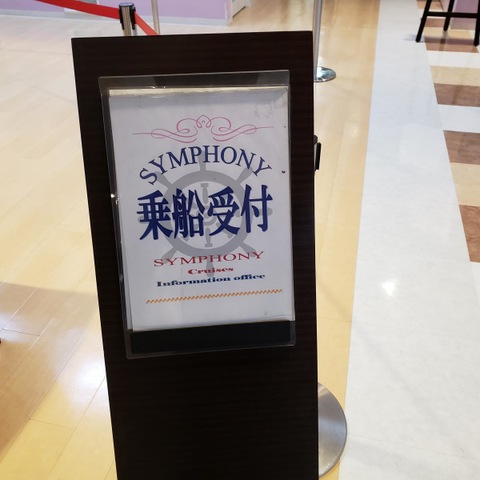 SYMPHONY
乗船受付
SYMPHONY
Cruises
Information office